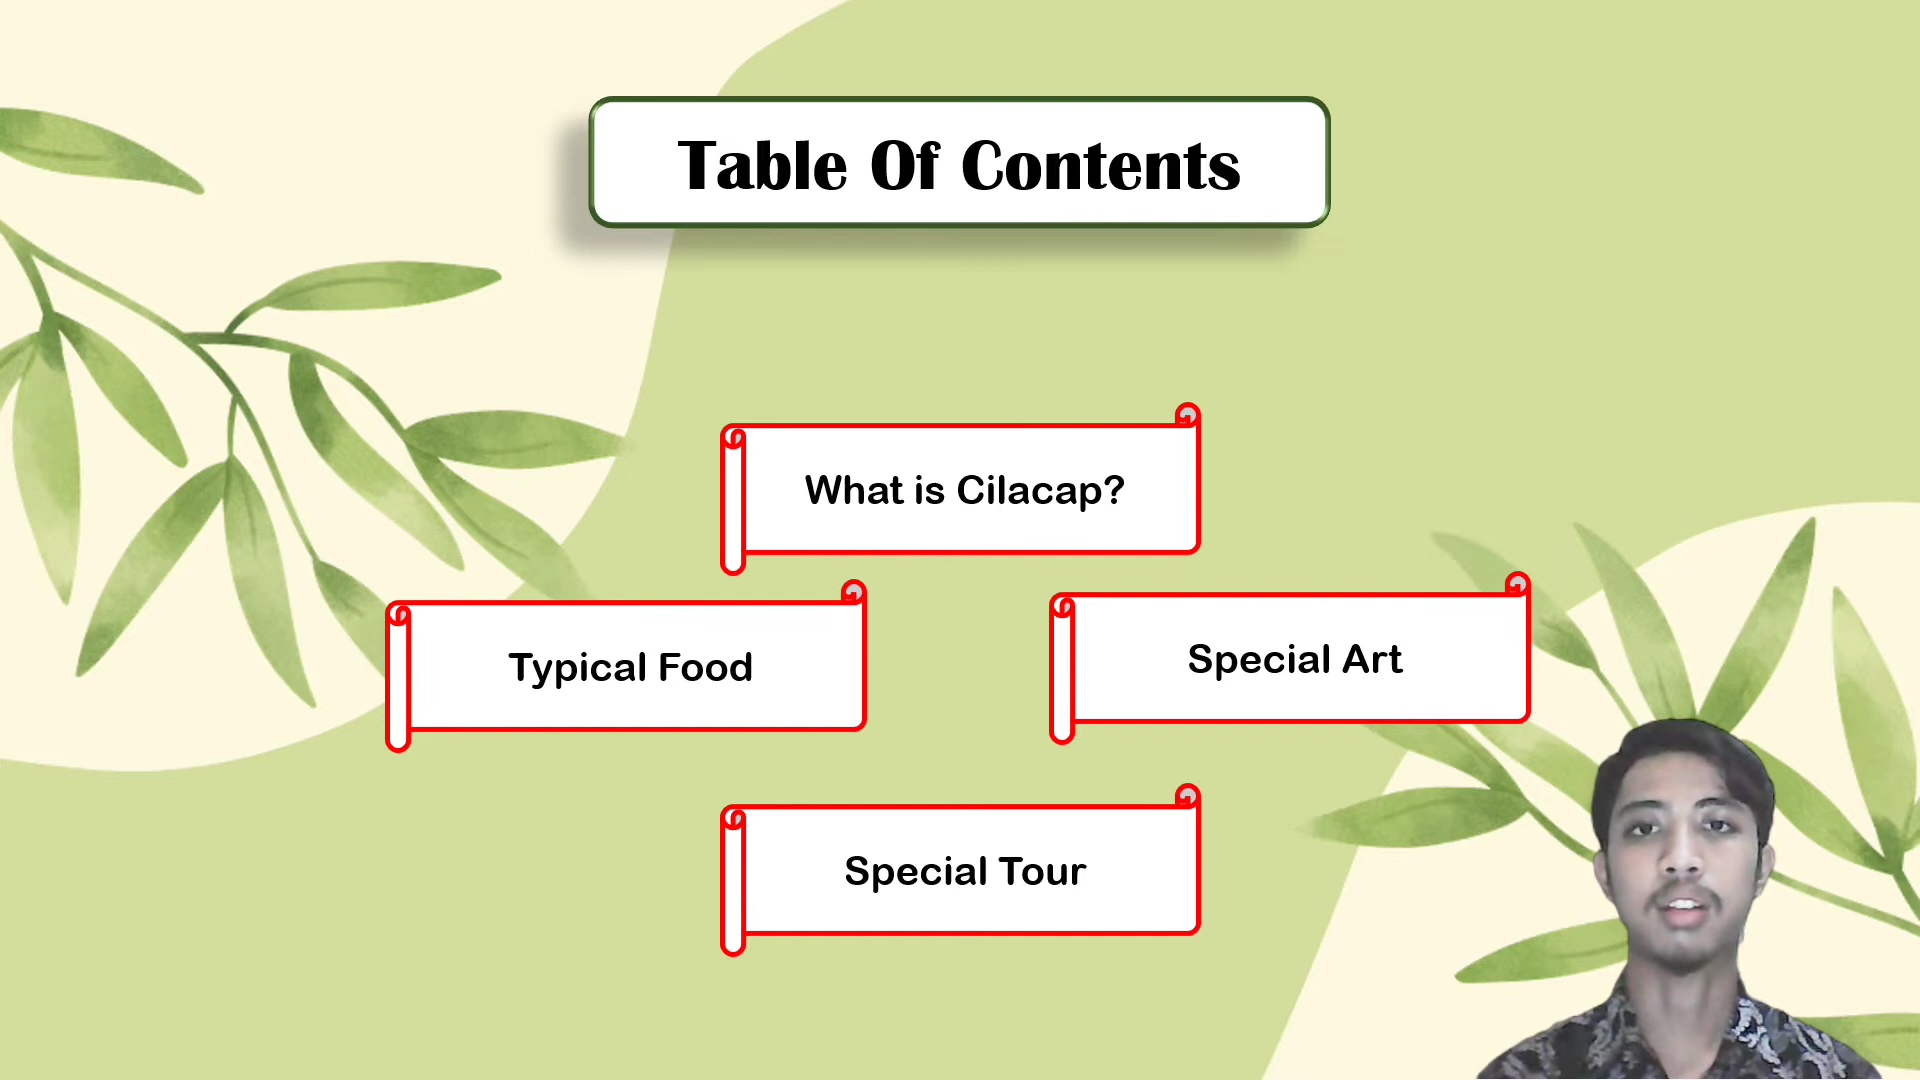 Table Of Contents
What is Cilacap?
Typical Food
Special Art
Special Tour